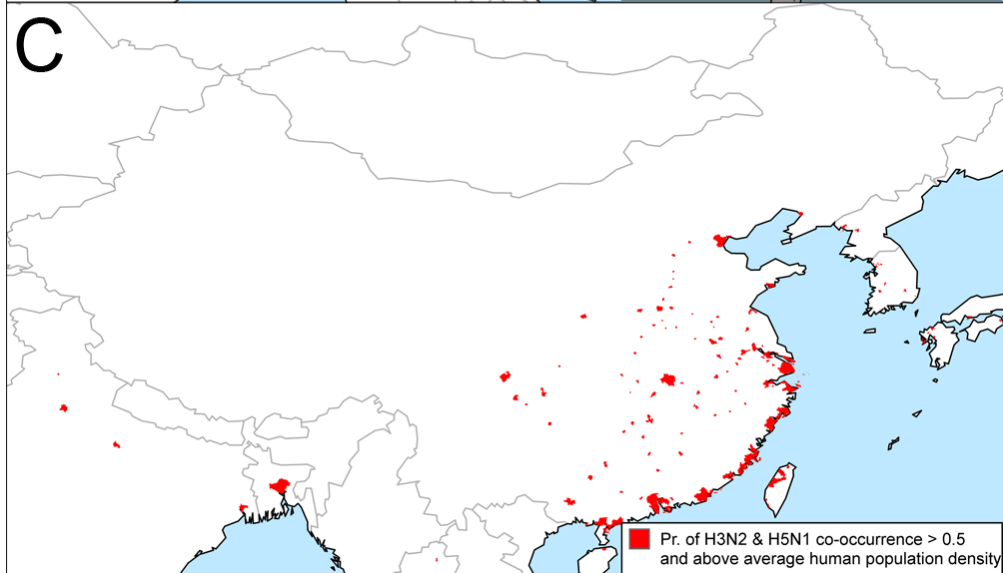 C
Pr. of H3N2 & H5N1 co-occurrence > 0.5
and above average human population density